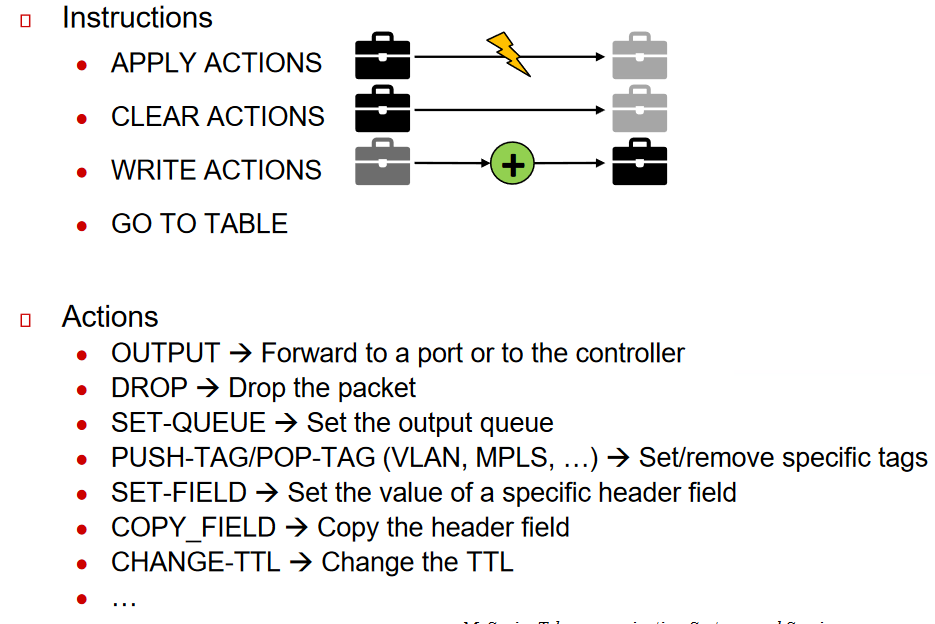 Instructions
• APPLY ACTIONS
• CLEAR ACTIONS
• WRITE ACTIONS
• GO TO TABLE
Actions
• OUTPUT → Forward to a port or to the controller
• DROP → Drop the packet
• SET-QUEUE → Set the output queue
• PUSH-TAG/POP-TAG (VLAN, MPLS, …) → Set/remove specific tags
• SET-FIELD → Set the value of a specific header field
• COPY_FIELD → Copy the header field
• CHANGE-TTL → Change the TTL
• …